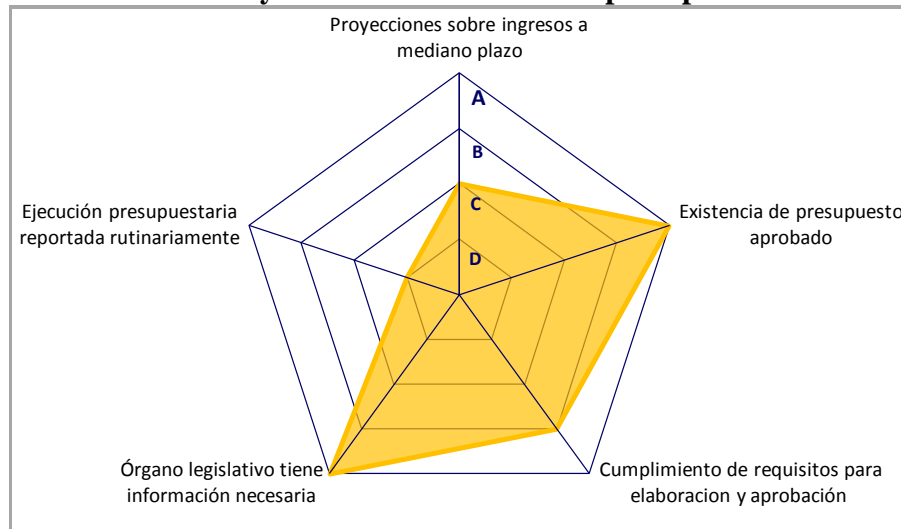 Proyecciones sobre ingresos a
mediano plazo
A
B
C
D
Existencia de presupuesto
aprobado
Ejecución presupuestaria
reportada rutinariamente
Órgano legislativo tiene
información necesaria
Cumplimiento de requisitos para
elaboracion y aprobación